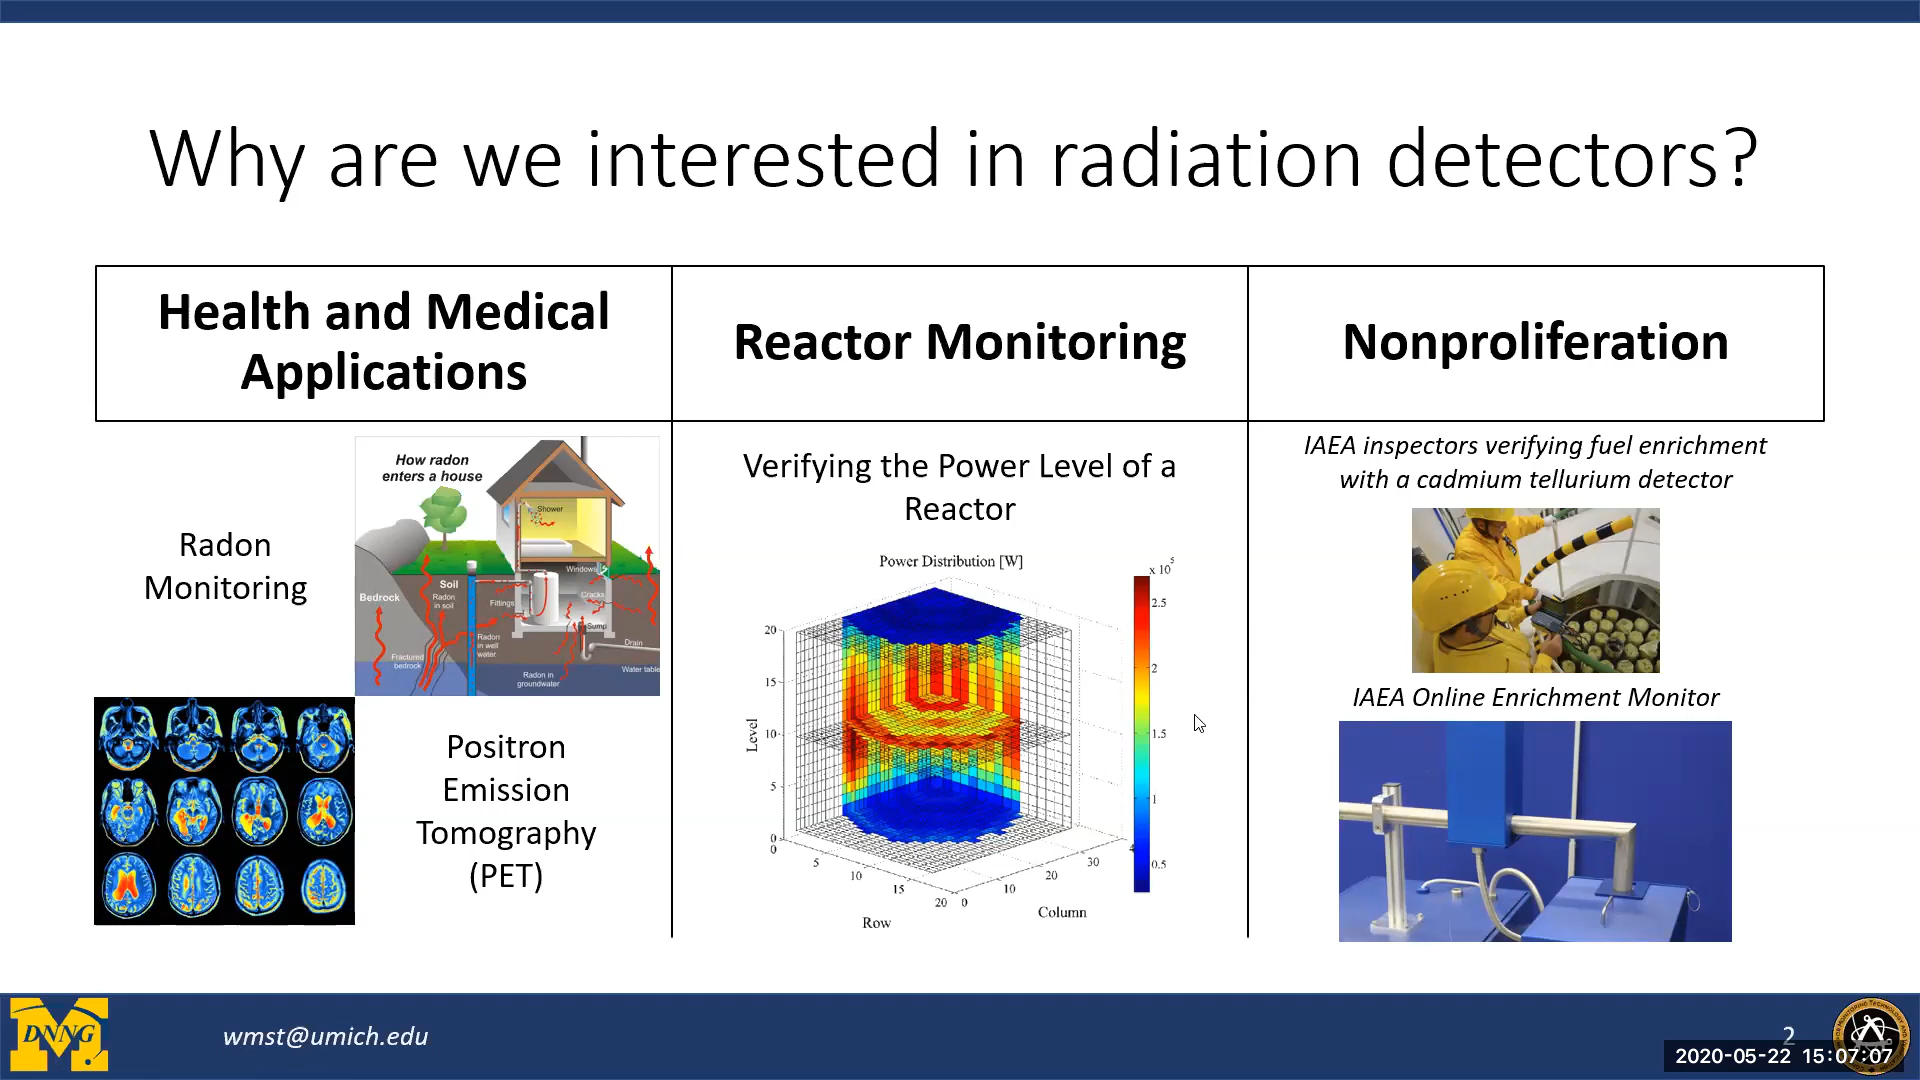 Why are we interested in radiation detectors?
Health and Medical
Applications
Reactor Monitoring
Nonproliferation
Radon
Monitoring
How radon
enters a house
Shower
Windows
Bedrock
Soil
Radon
in soil
Fittings
Cracks
Sump
Radon
in well
water
Drain
Fractured
bedrock
Water table
Radon in
groundwater
Positron
Emission
Tomography
(PET)
Verifying the Power Level of a
Reactor
Power Distribution [W]
x 10^5
2.5
2
1.5
1
0.5
Level
20
15
10
5
0
0
5
10
15
20
Row
0
10
20
30
4
Column
IAEA inspectors verifying fuel enrichment
with a cadmium tellurium detector
IAEA Online Enrichment Monitor
DNNG
wmst@umich.edu
2
2020-05-22 15:07:07